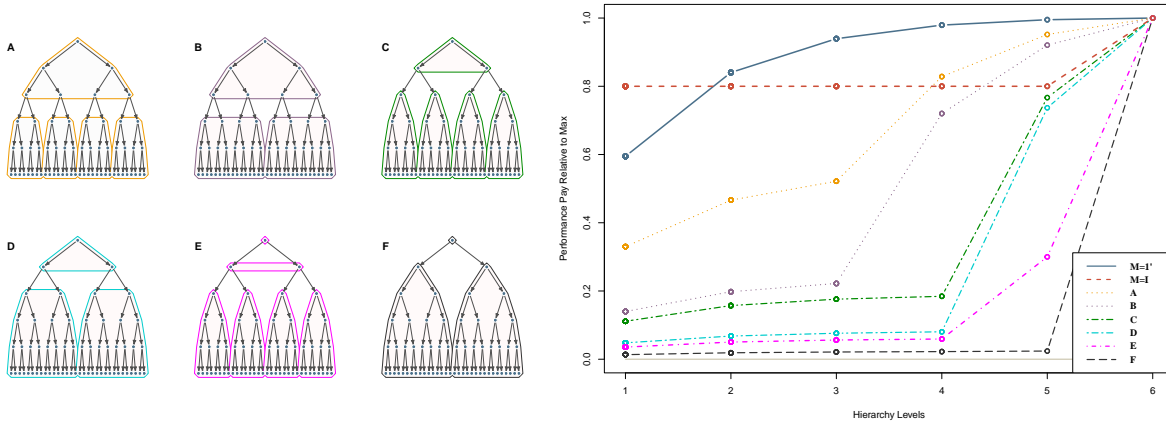 A
B
C
D
E
F
Performance Pay Relative to Max
1.0
0.8
0.6
0.4
0.2
0.0
1
2
3
4
5
6
Hierarchy Levels
M=1'
M=I
A
B
C
D
E
F